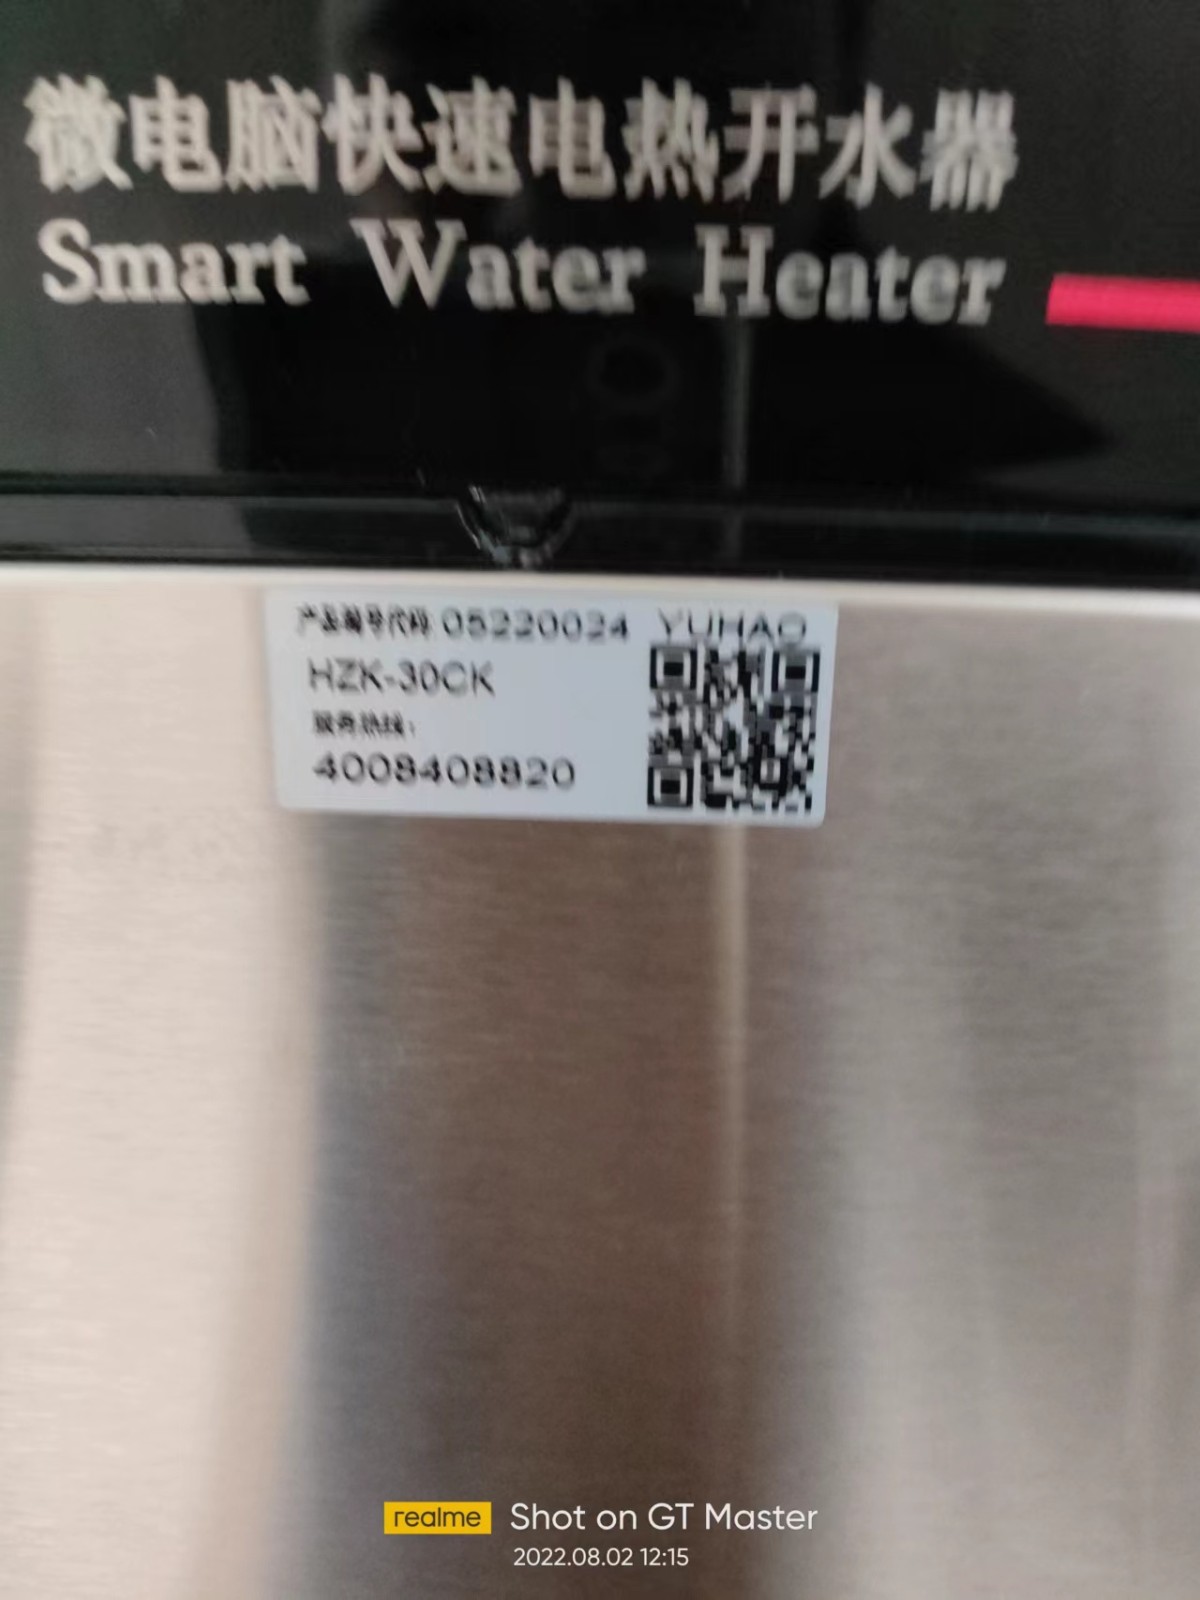 微电脑快速电热开水器
Smart Water Heater
产品编号代码: 05220024 YUHAO
HZK-30CK
服务热线:
4008408820
realme Shot on GT Master
2022.08.02 12:15